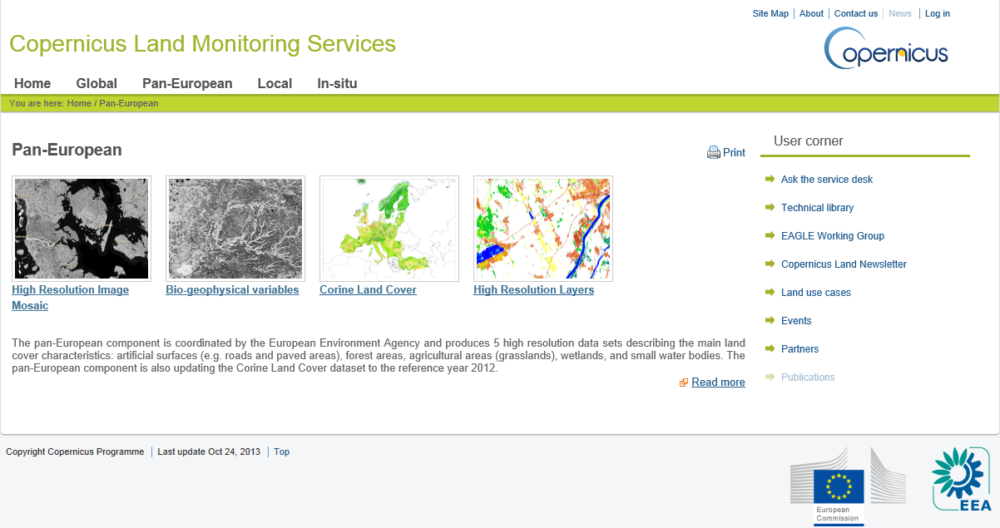 Site Map | About | Contact us | News | Log in
Copernicus Land Monitoring Services
opernicus
Home Global Pan-European Local In-situ
You are here: Home / Pan-European
Pan-European
Print
User corner
High Resolution Image
Mosaic
Bio-geophysical variables
Corine Land Cover
High Resolution Layers
The pan-European component is coordinated by the European Environment Agency and produces 5 high resolution data sets describing the main land
cover characteristics: artificial surfaces (e.g. roads and paved areas), forest areas, agricultural areas (grasslands), wetlands, and small water bodies. The
pan-European component is also updating the Corine Land Cover dataset to the reference year 2012.
Read more
Ask the service desk
Technical library
EAGLE Working Group
Copernicus Land Newsletter
Land use cases
Events
Partners
Publications
Copyright Copernicus Programme | Last update Oct 24, 2013 | Top
European
Commission
EEA